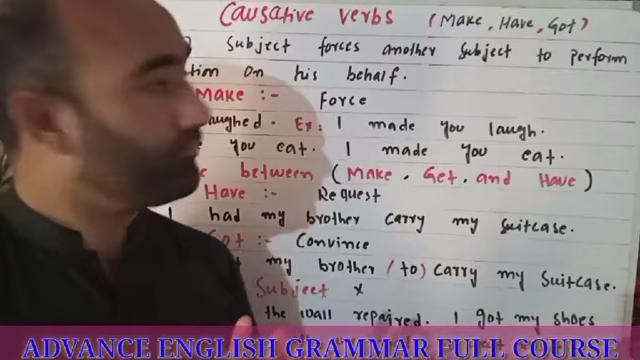 Causative Verbs (Make, Have, Got)
Subject forces another Subject to perform
on his behalf.
Make :- Force
Ex: I made you laugh.
you eat. I made you eat.
between (Make, Get, and Have)
Have :- Request
I had my brother carry my suitcase.
Got :- Convince
my brother (to) carry my Suitcase.
Subject x
the wall repaired. I got my shoes
ADVANCE ENGLISH GRAMMAR FULL COURSE